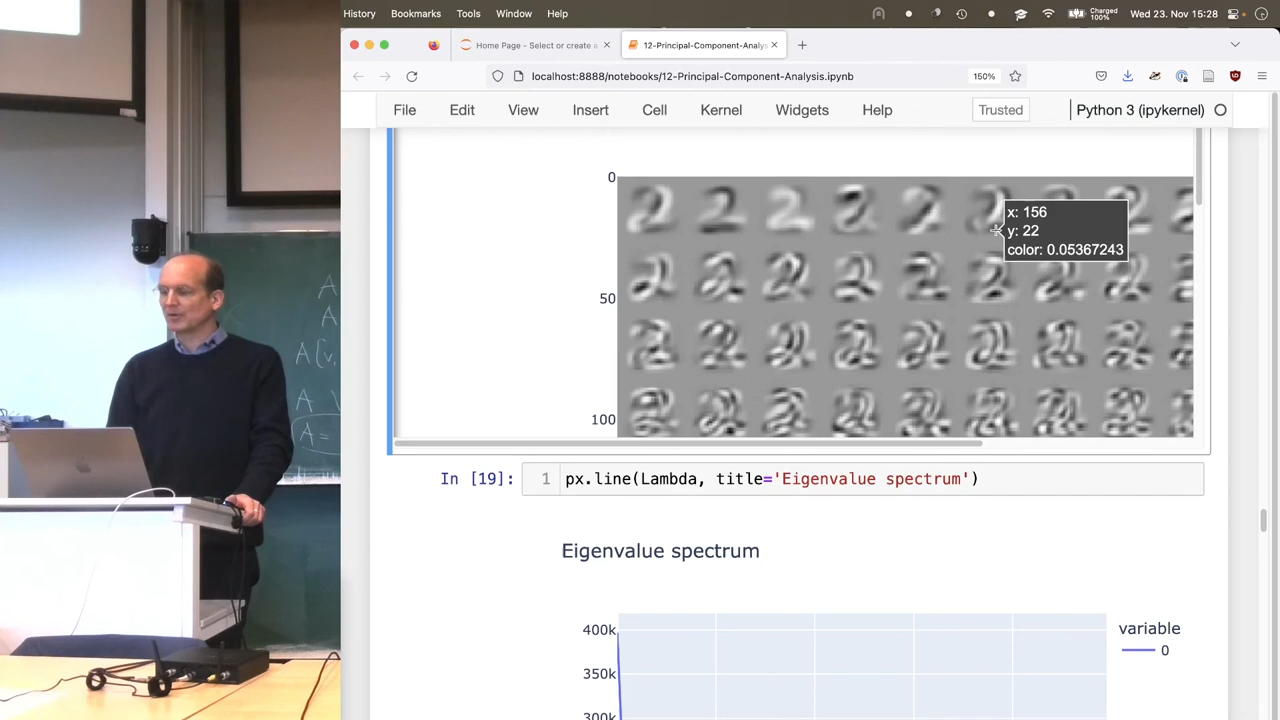 History Bookmarks Tools Window Help Charged 100% Wed 23. Nov 15:28
Home Page - Select or create a 12-Principal-Component-Analys
localhost:8888/notebooks/12-Principal-Component-Analysis.ipynb 150%
File Edit View Insert Cell Kernel Widgets Help Trusted Python 3 (ipykernel)
0
x: 156
y: 22
color: 0.05367243
50
100
In [19]: 1 px.line(Lambda, title='Eigenvalue spectrum')
Eigenvalue spectrum
400k
variable
0
350k
300k
A
A
A
A =